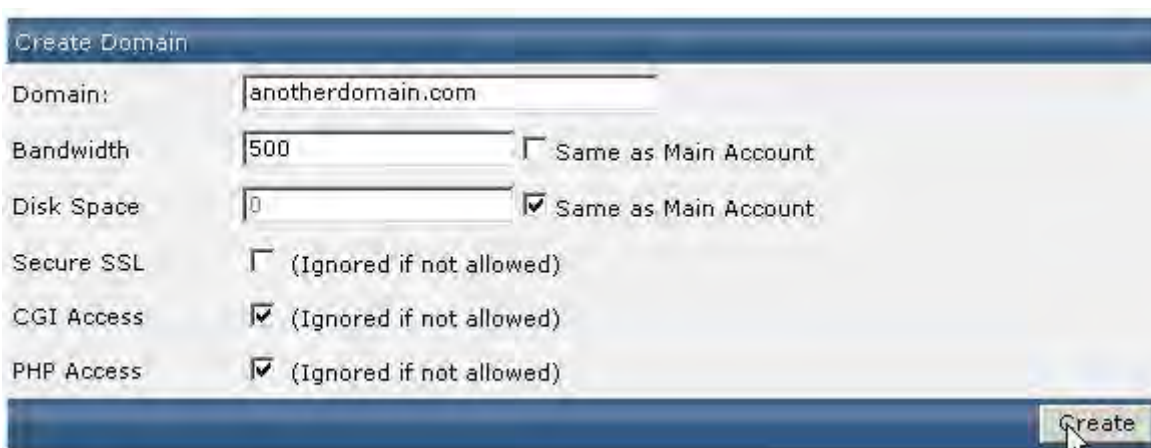 Create Domain
Domain: anotherdomain.com
Bandwidth 500 Same as Main Account
Disk Space 0 Same as Main Account
Secure SSL (Ignored if not allowed)
CGI Access (Ignored if not allowed)
PHP Access (Ignored if not allowed)
Create